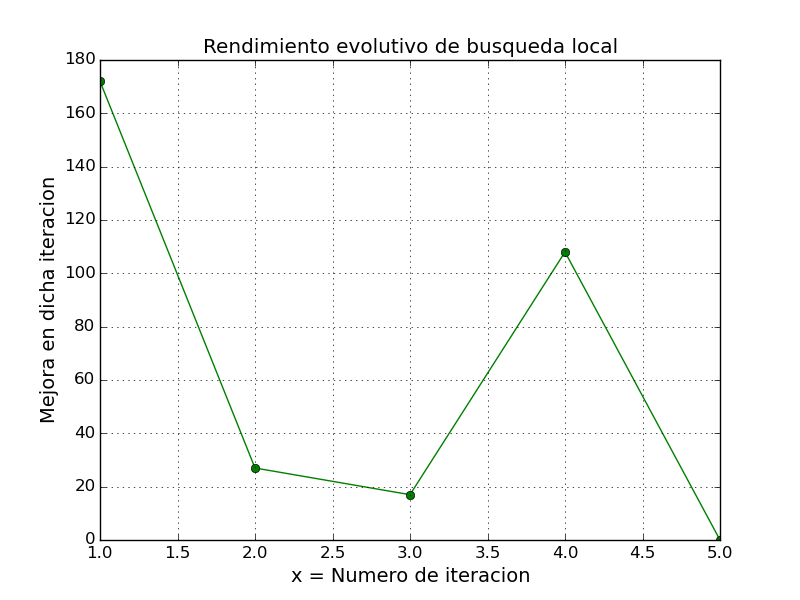 Rendimiento evolutivo de busqueda local
180
160
140
120
100
80
60
40
20
0
Mejora en dicha iteracion
1.0 1.5 2.0 2.5 3.0 3.5 4.0 4.5 5.0
x = Numero de iteracion